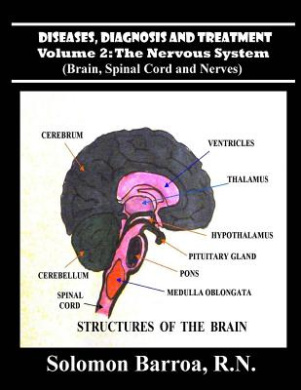 DISEASES, DIAGNOSIS AND TREATMENT
Volume 2: The Nervous System
(Brain, Spinal Cord and Nerves)
CEREBRUM
VENTRICLES
THALAMUS
HYPOTHALAMUS
PITUITARY GLAND
PONS
CEREBELLUM
MEDULLA OBLONGATA
SPINAL
CORD
STRUCTURES OF THE BRAIN
Solomon Barroa, R.N.